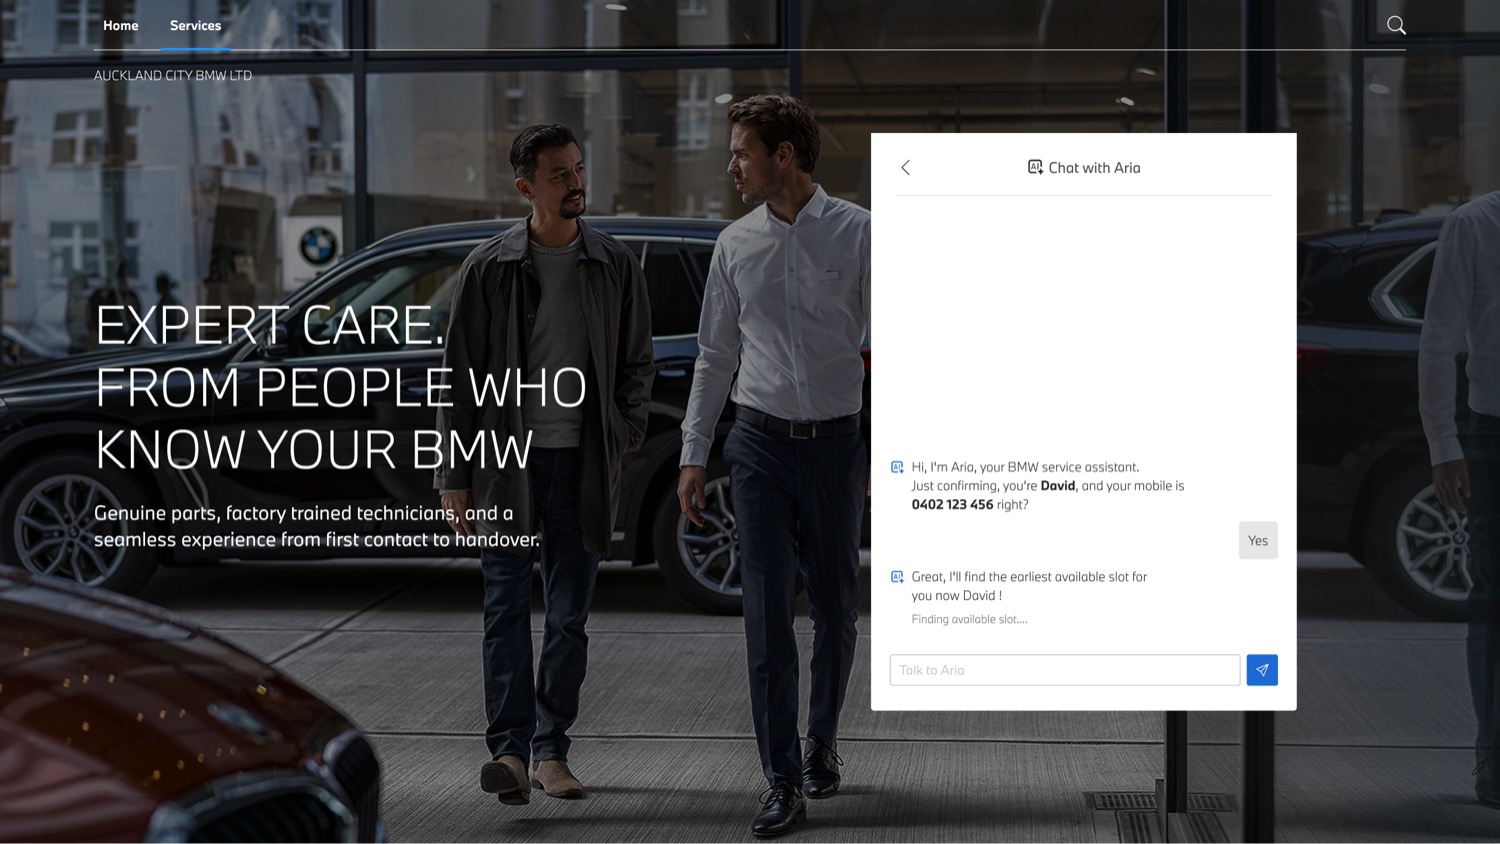 Home
Services
AUCKLAND CITY BMW LTD
EXPERT CARE.
FROM PEOPLE WHO
KNOW YOUR BMW
Genuine parts, factory trained technicians, and a
seamless experience from first contact to handover.
Chat with Aria
Hi, I'm Aria, your BMW service assistant.
Just confirming, you're David, and your mobile is
0402 123 456 right?
Yes
Great, I'll find the earliest available slot for
you now David !
Finding available slot....
Talk to Aria